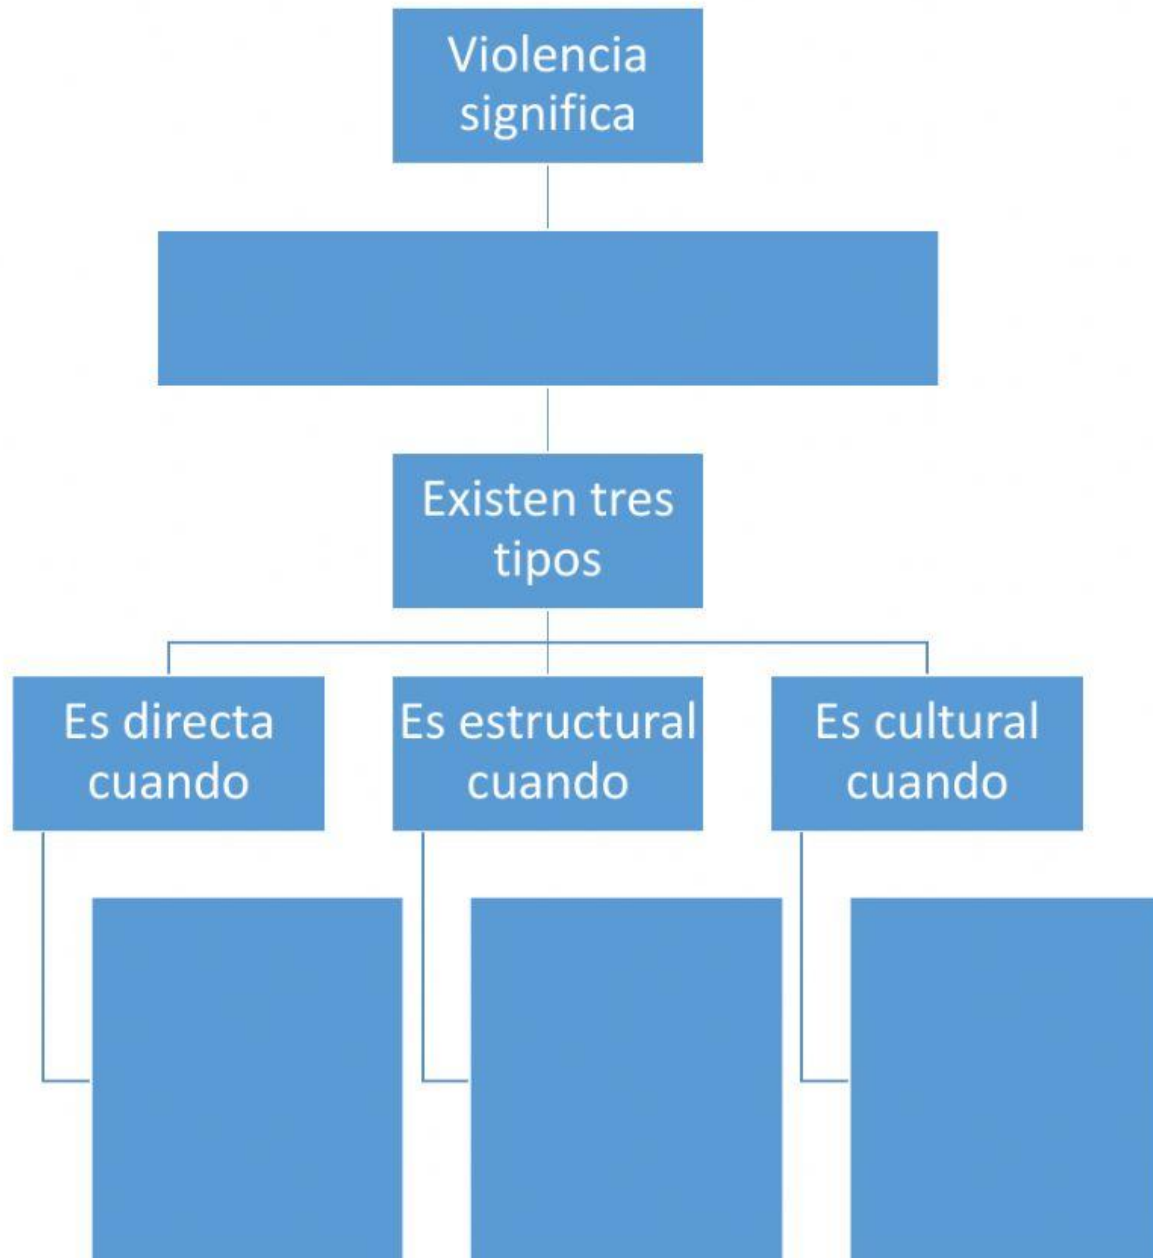 Violencia
significa
Existen tres
tipos
Es directa
cuando
Es estructural
cuando
Es cultural
cuando